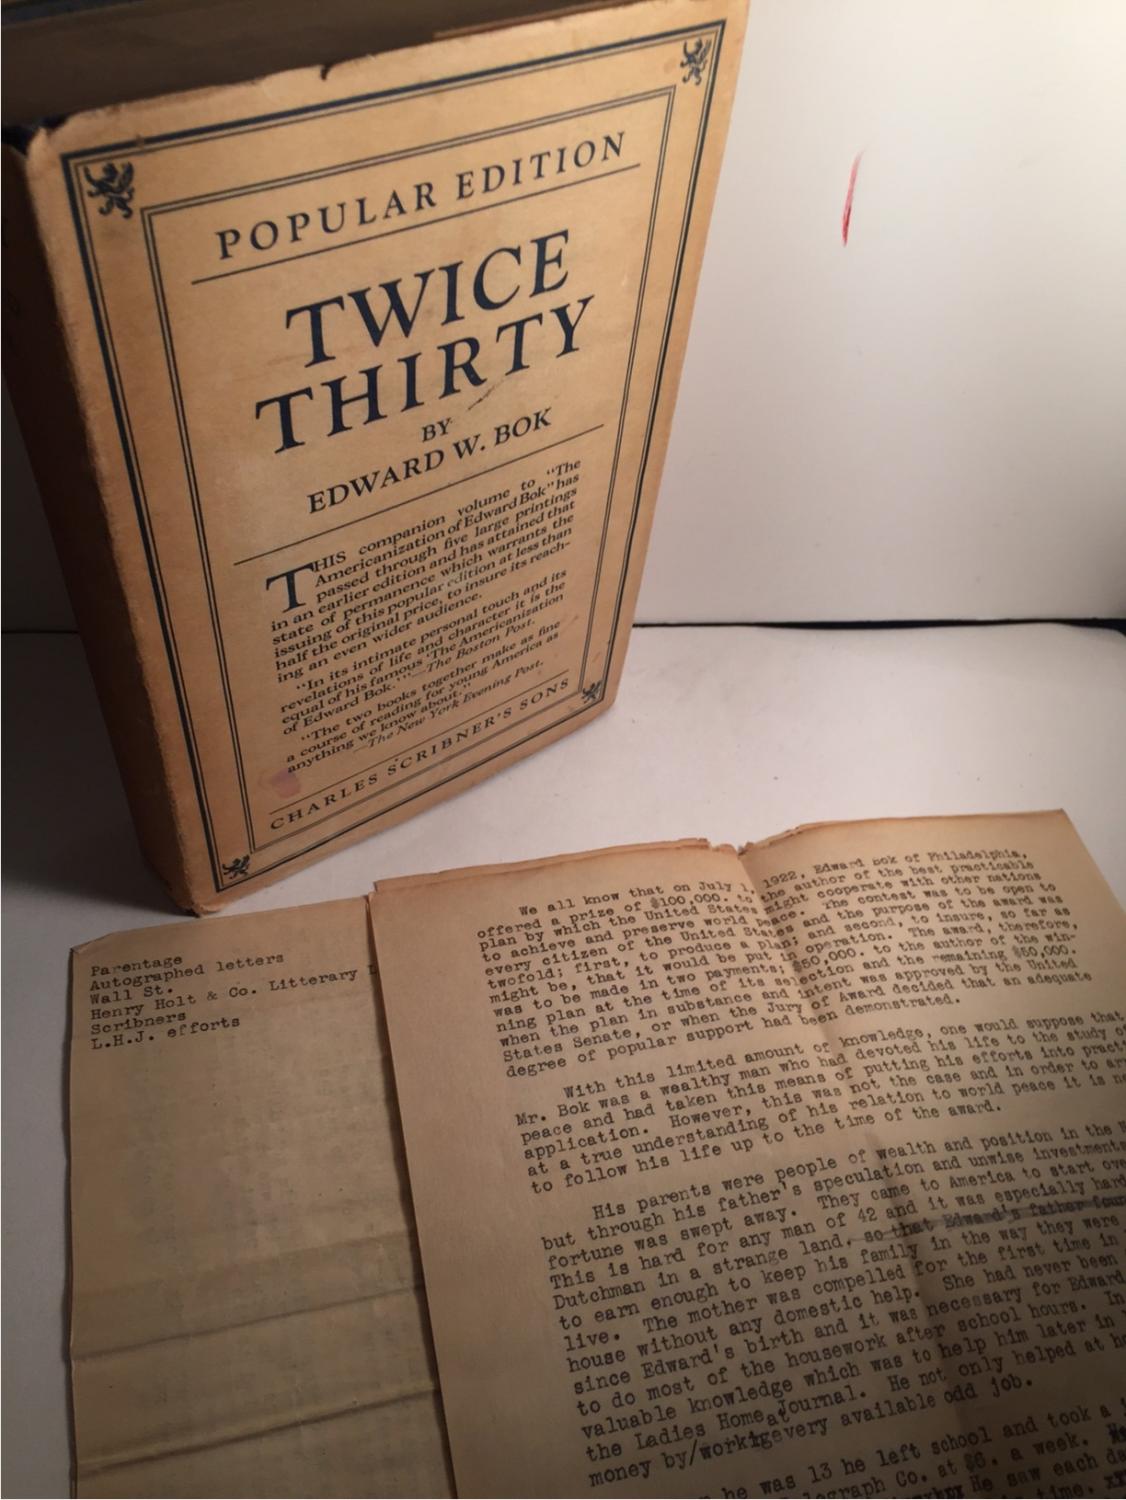 POPULAR EDITION
TWICE
THIRTY
BY
EDWARD W. BOK
THIS companion volume to "The
Americanization of Edward Bok" has
passed through five large printings
in an earlier edition and has attained that
state of permanence which warrants the
issuing of this popular edition at less than
half the original price, to insure its reach-
ing an even wider audience.
"In its intimate personal touch and its
revelations of life and character it is the
equal of his famous 'The Americanization
of Edward Bok.'"—The Boston Post.
"The two books together make as fine
a course of reading for young America as
anything we know about."
—The New York Evening Post.
CHARLES SCRIBNER'S SONS
Parentage
Autographed letters
Wall St.
Henry Holt & Co. Litterary
Scribners
L.H.J. efforts
We all know that on July 1, 1922, Edward Bok of Philadelphia,
offered a prize of $100,000. to the author of the best practicable
plan by which the United States might cooperate with other nations
to achieve and preserve world peace. The contest was to be open to
every citizen of the United States and the purpose of the award was
twofold; first, to produce a plan; and second, to insure, so far as
might be, that it would be put in operation. The award, therefore,
was to be made in two payments; $50,000. to the author of the win-
ning plan at the time of its selection and the remaining $50,000.
when the plan in substance and intent was approved by the United
States Senate, or when the Jury of Award decided that an adequate
degree of popular support had been demonstrated.
With this limited amount of knowledge, one would suppose that
Mr. Bok was a wealthy man who had devoted his life to the study of
peace and had taken this means of putting his efforts into practi
application. However, this was not the case and in order to arr
at a true understanding of his relation to world peace it is ne
to follow his life up to the time of the award.
His parents were people of wealth and position in the
but through his father's speculation and unwise investments
fortune was swept away. They came to America to start ove
This is hard for any man of 42 and it was especially hard
Dutchman in a strange land, so that Edward's father foun
to earn enough to keep his family in the way they were
live. The mother was compelled for the first time in
house without any domestic help. She had never been
since Edward's birth and it was necessary for Edward
to do most of the housework after school hours. In
valuable knowledge which was to help him later in
the Ladies Home Journal. He not only helped at ho
money by/working at every available odd job.
he was 13 he left school and took a
graph Co. at $6. a week.
He saw each da
time.